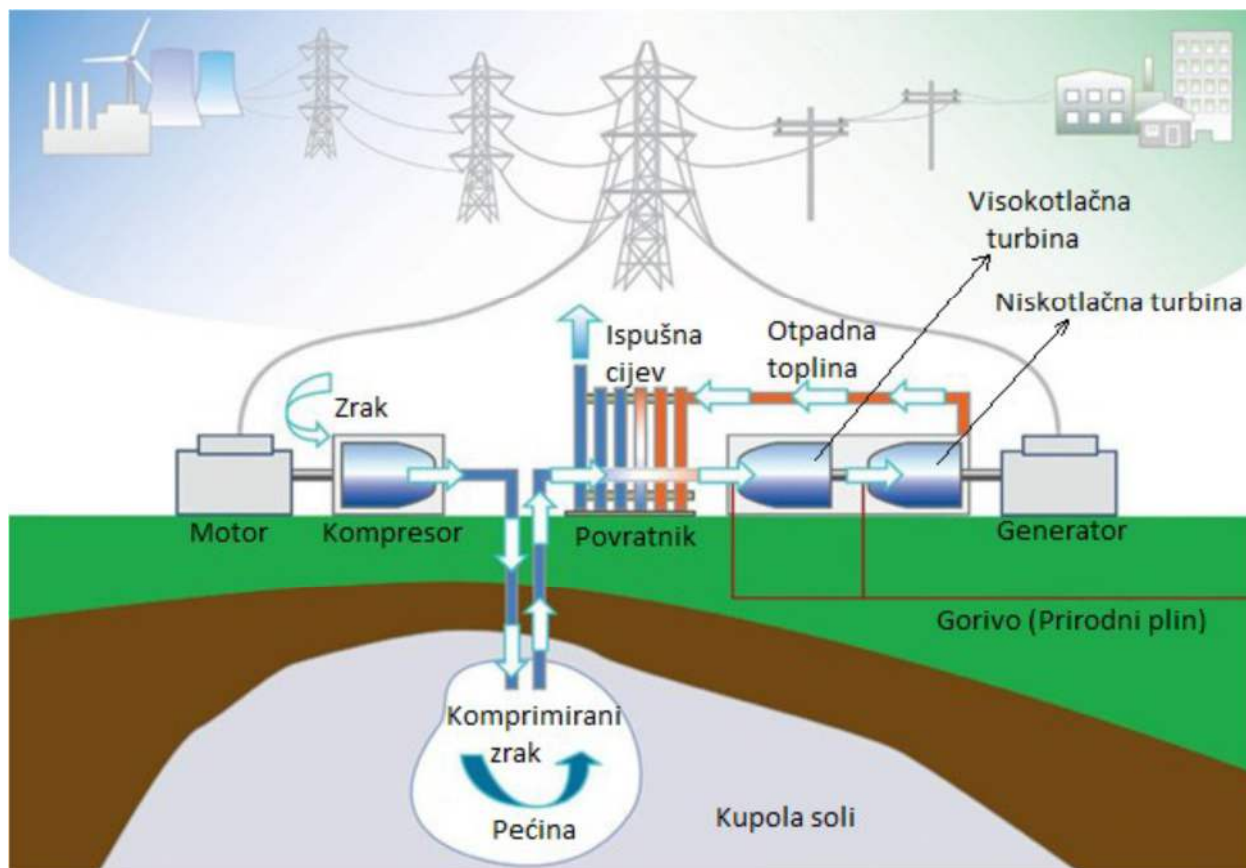 Visokotlačna
turbina
Niskotlačna turbina
Ispušna
cijev
Otpadna
toplina
Zrak
Motor
Kompresor
Povratnik
Generator
Gorivo (Prirodni plin)
Komprimirani
zrak
Pećina
Kupola soli